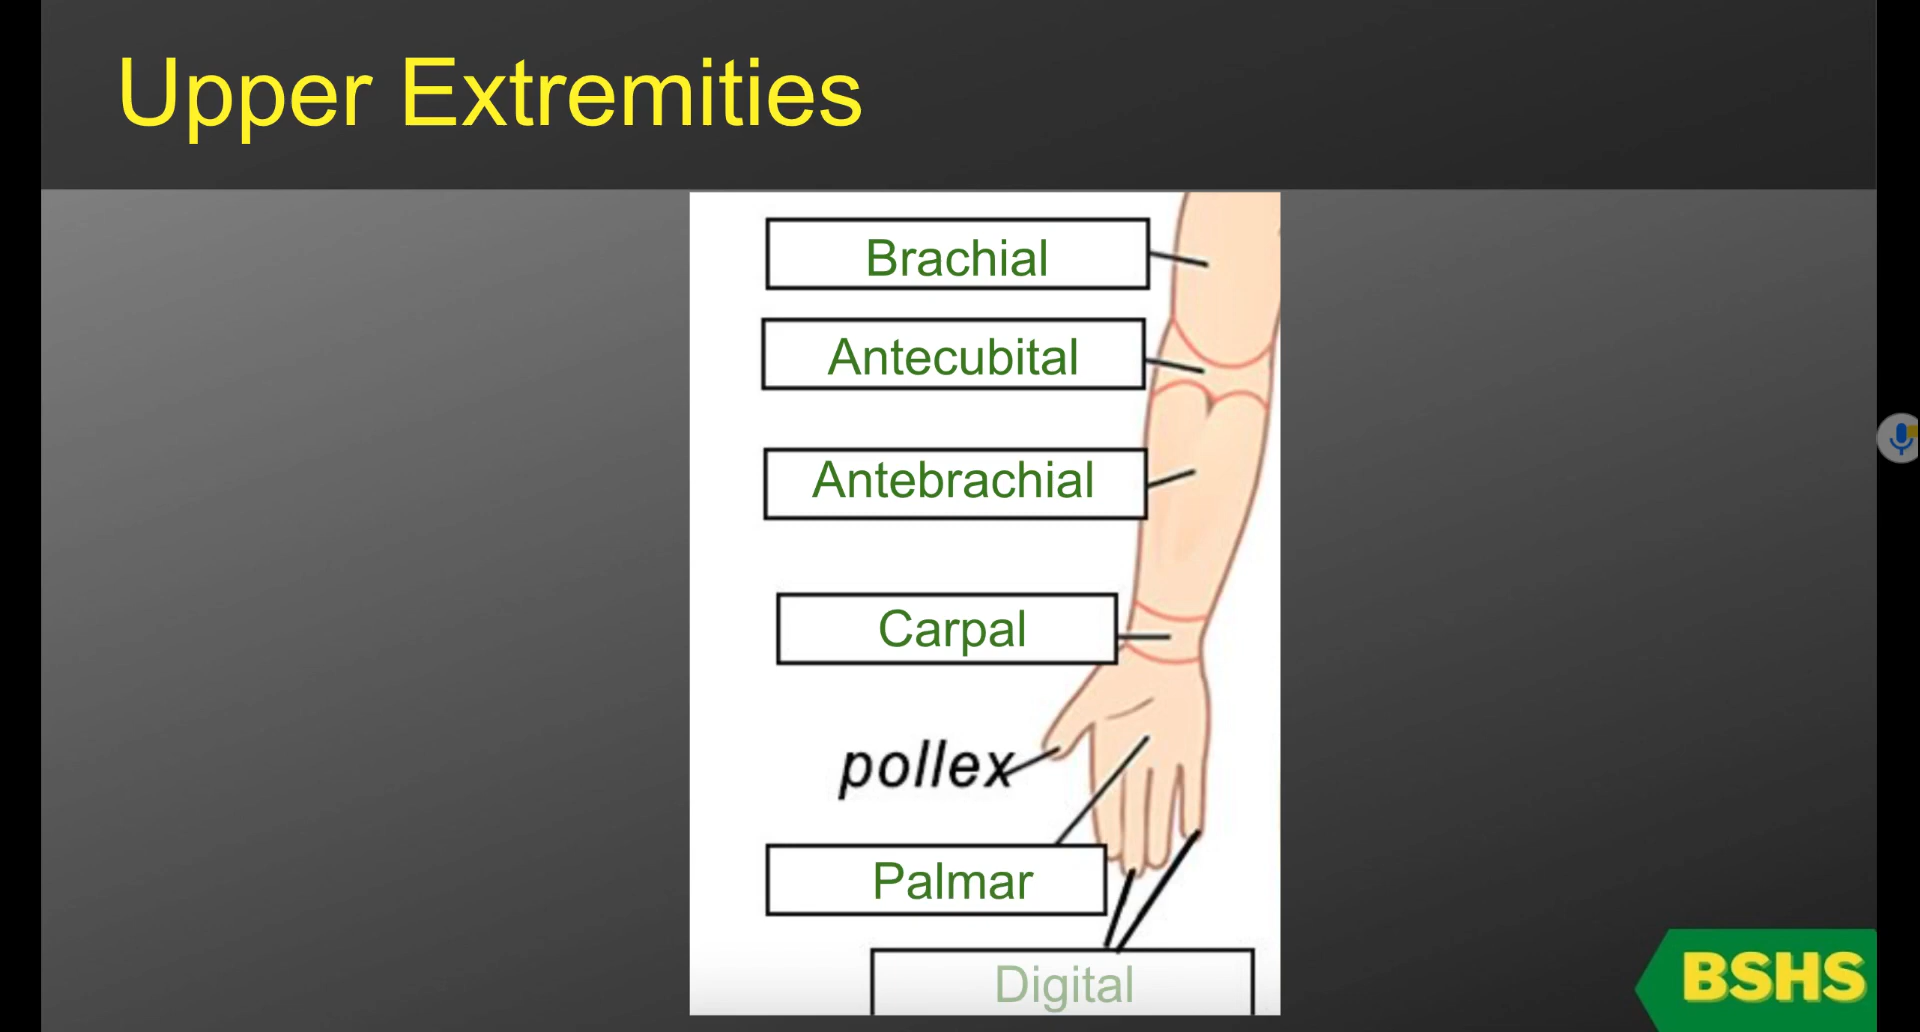 Upper Extremities
Brachial
Antecubital
Antebrachial
Carpal
pollex
Palmar
Digital
BSHS